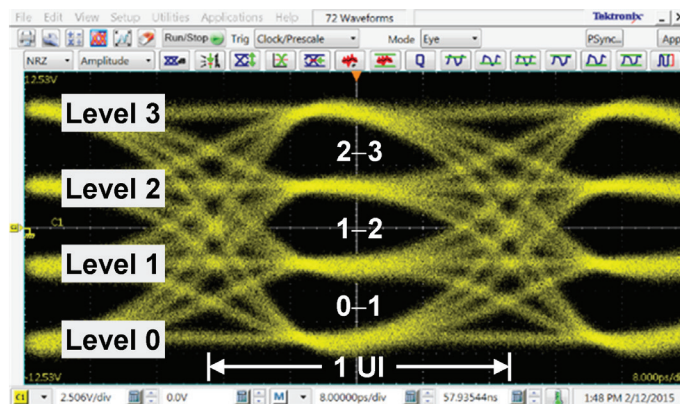 File Edit View Setup Utilities Applications Help 72 Waveforms Tektronix
Run/Stop Trig Clock/Prescale Mode Eye PSync... App
NRZ Amplitude
12.53V
Level 3
2–3
Level 2
C1
1–2
Level 1
0–1
Level 0
1 UI
-12.53V 8.000ps/div
C1 2.506V/div 0.0V M 8.00000ps/div 57.93544ns 1:48 PM 2/12/2015